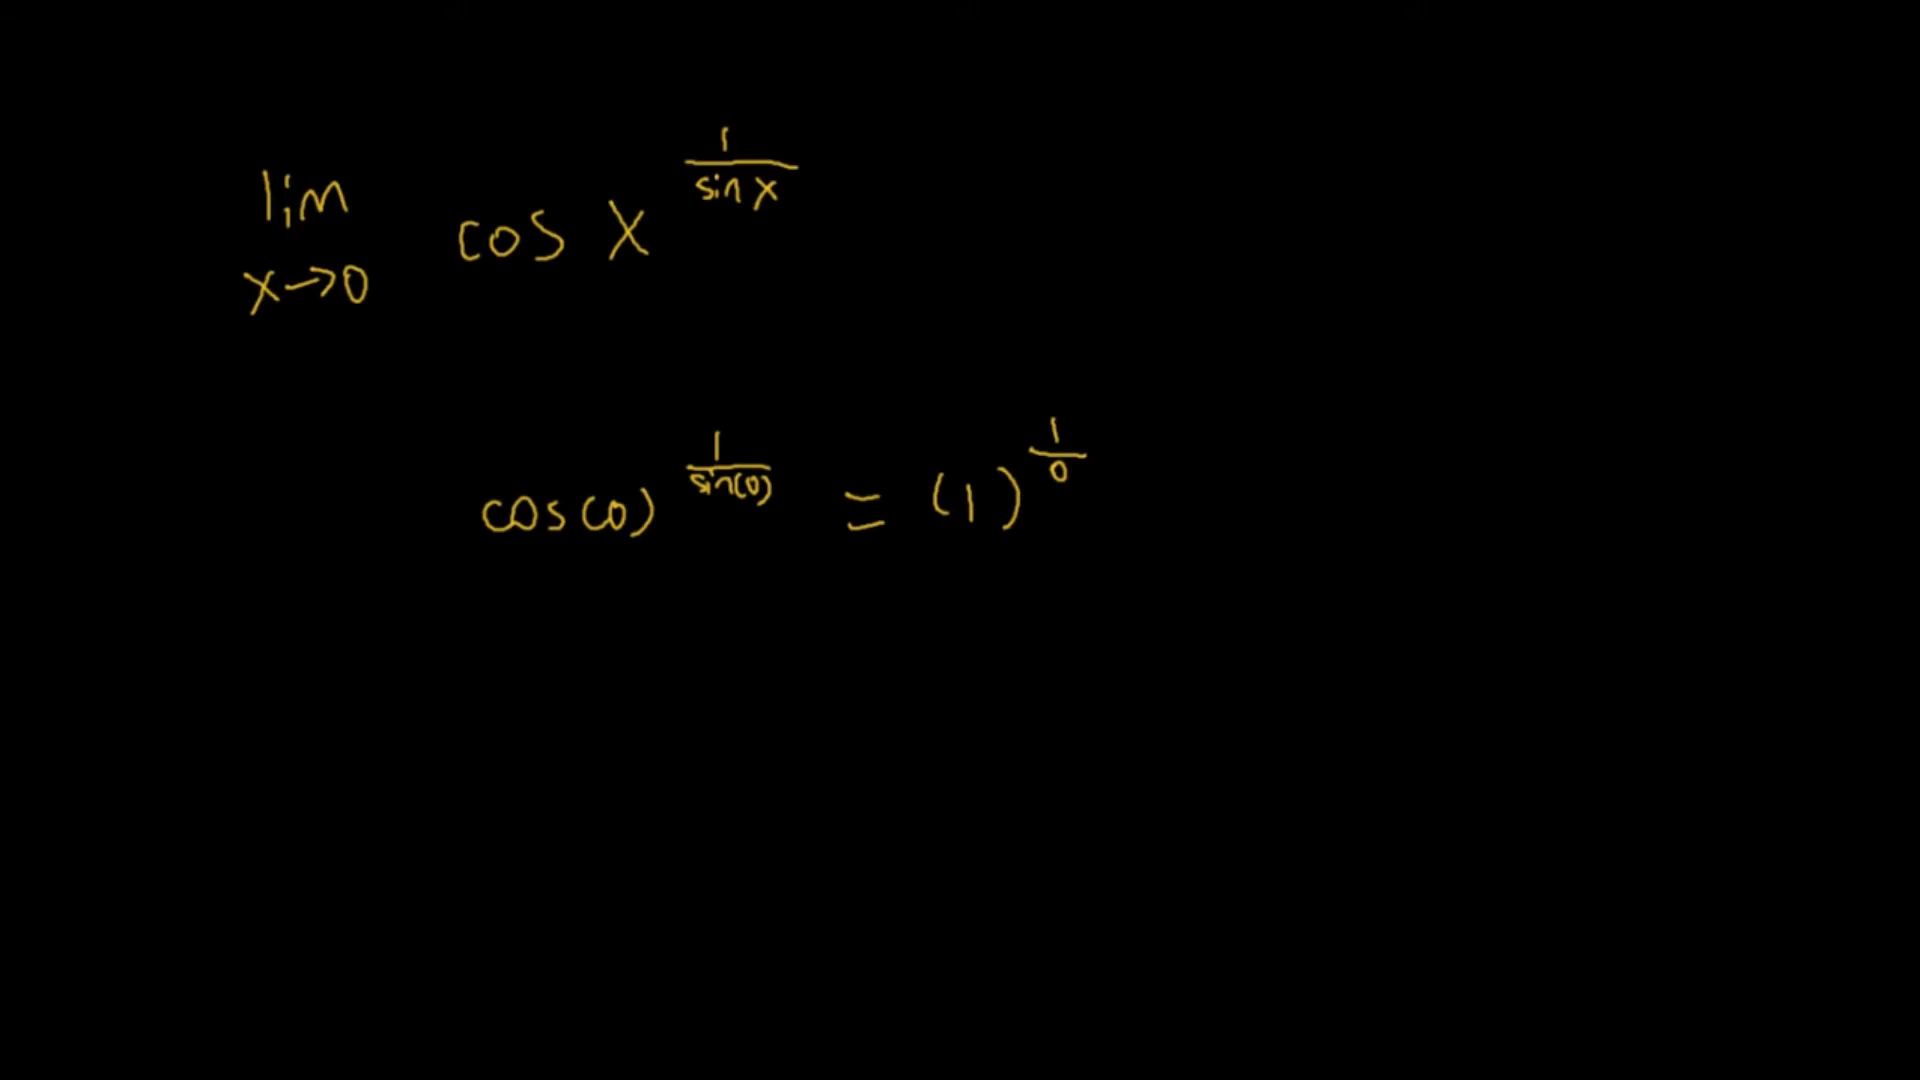 lim x→0 cos x^(1/sin x)
cos(0)^(1/sin(0)) = (1)^(1/0)